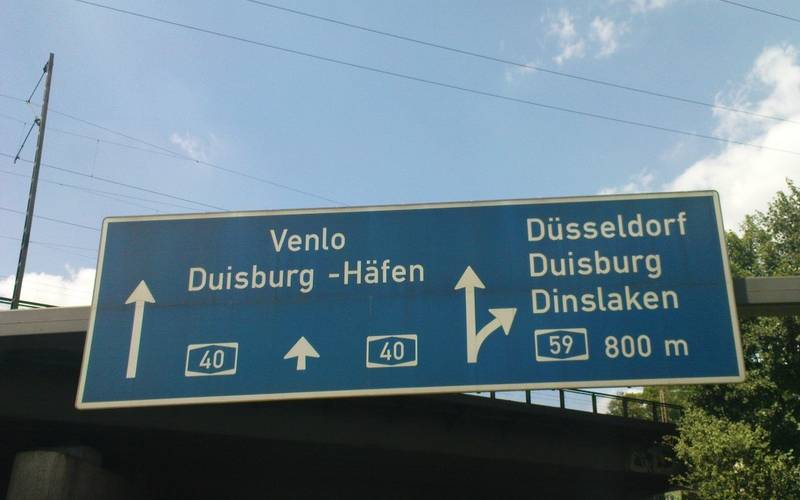 Venlo
Duisburg -Häfen
40
40
Düsseldorf
Duisburg
Dinslaken
59 800 m